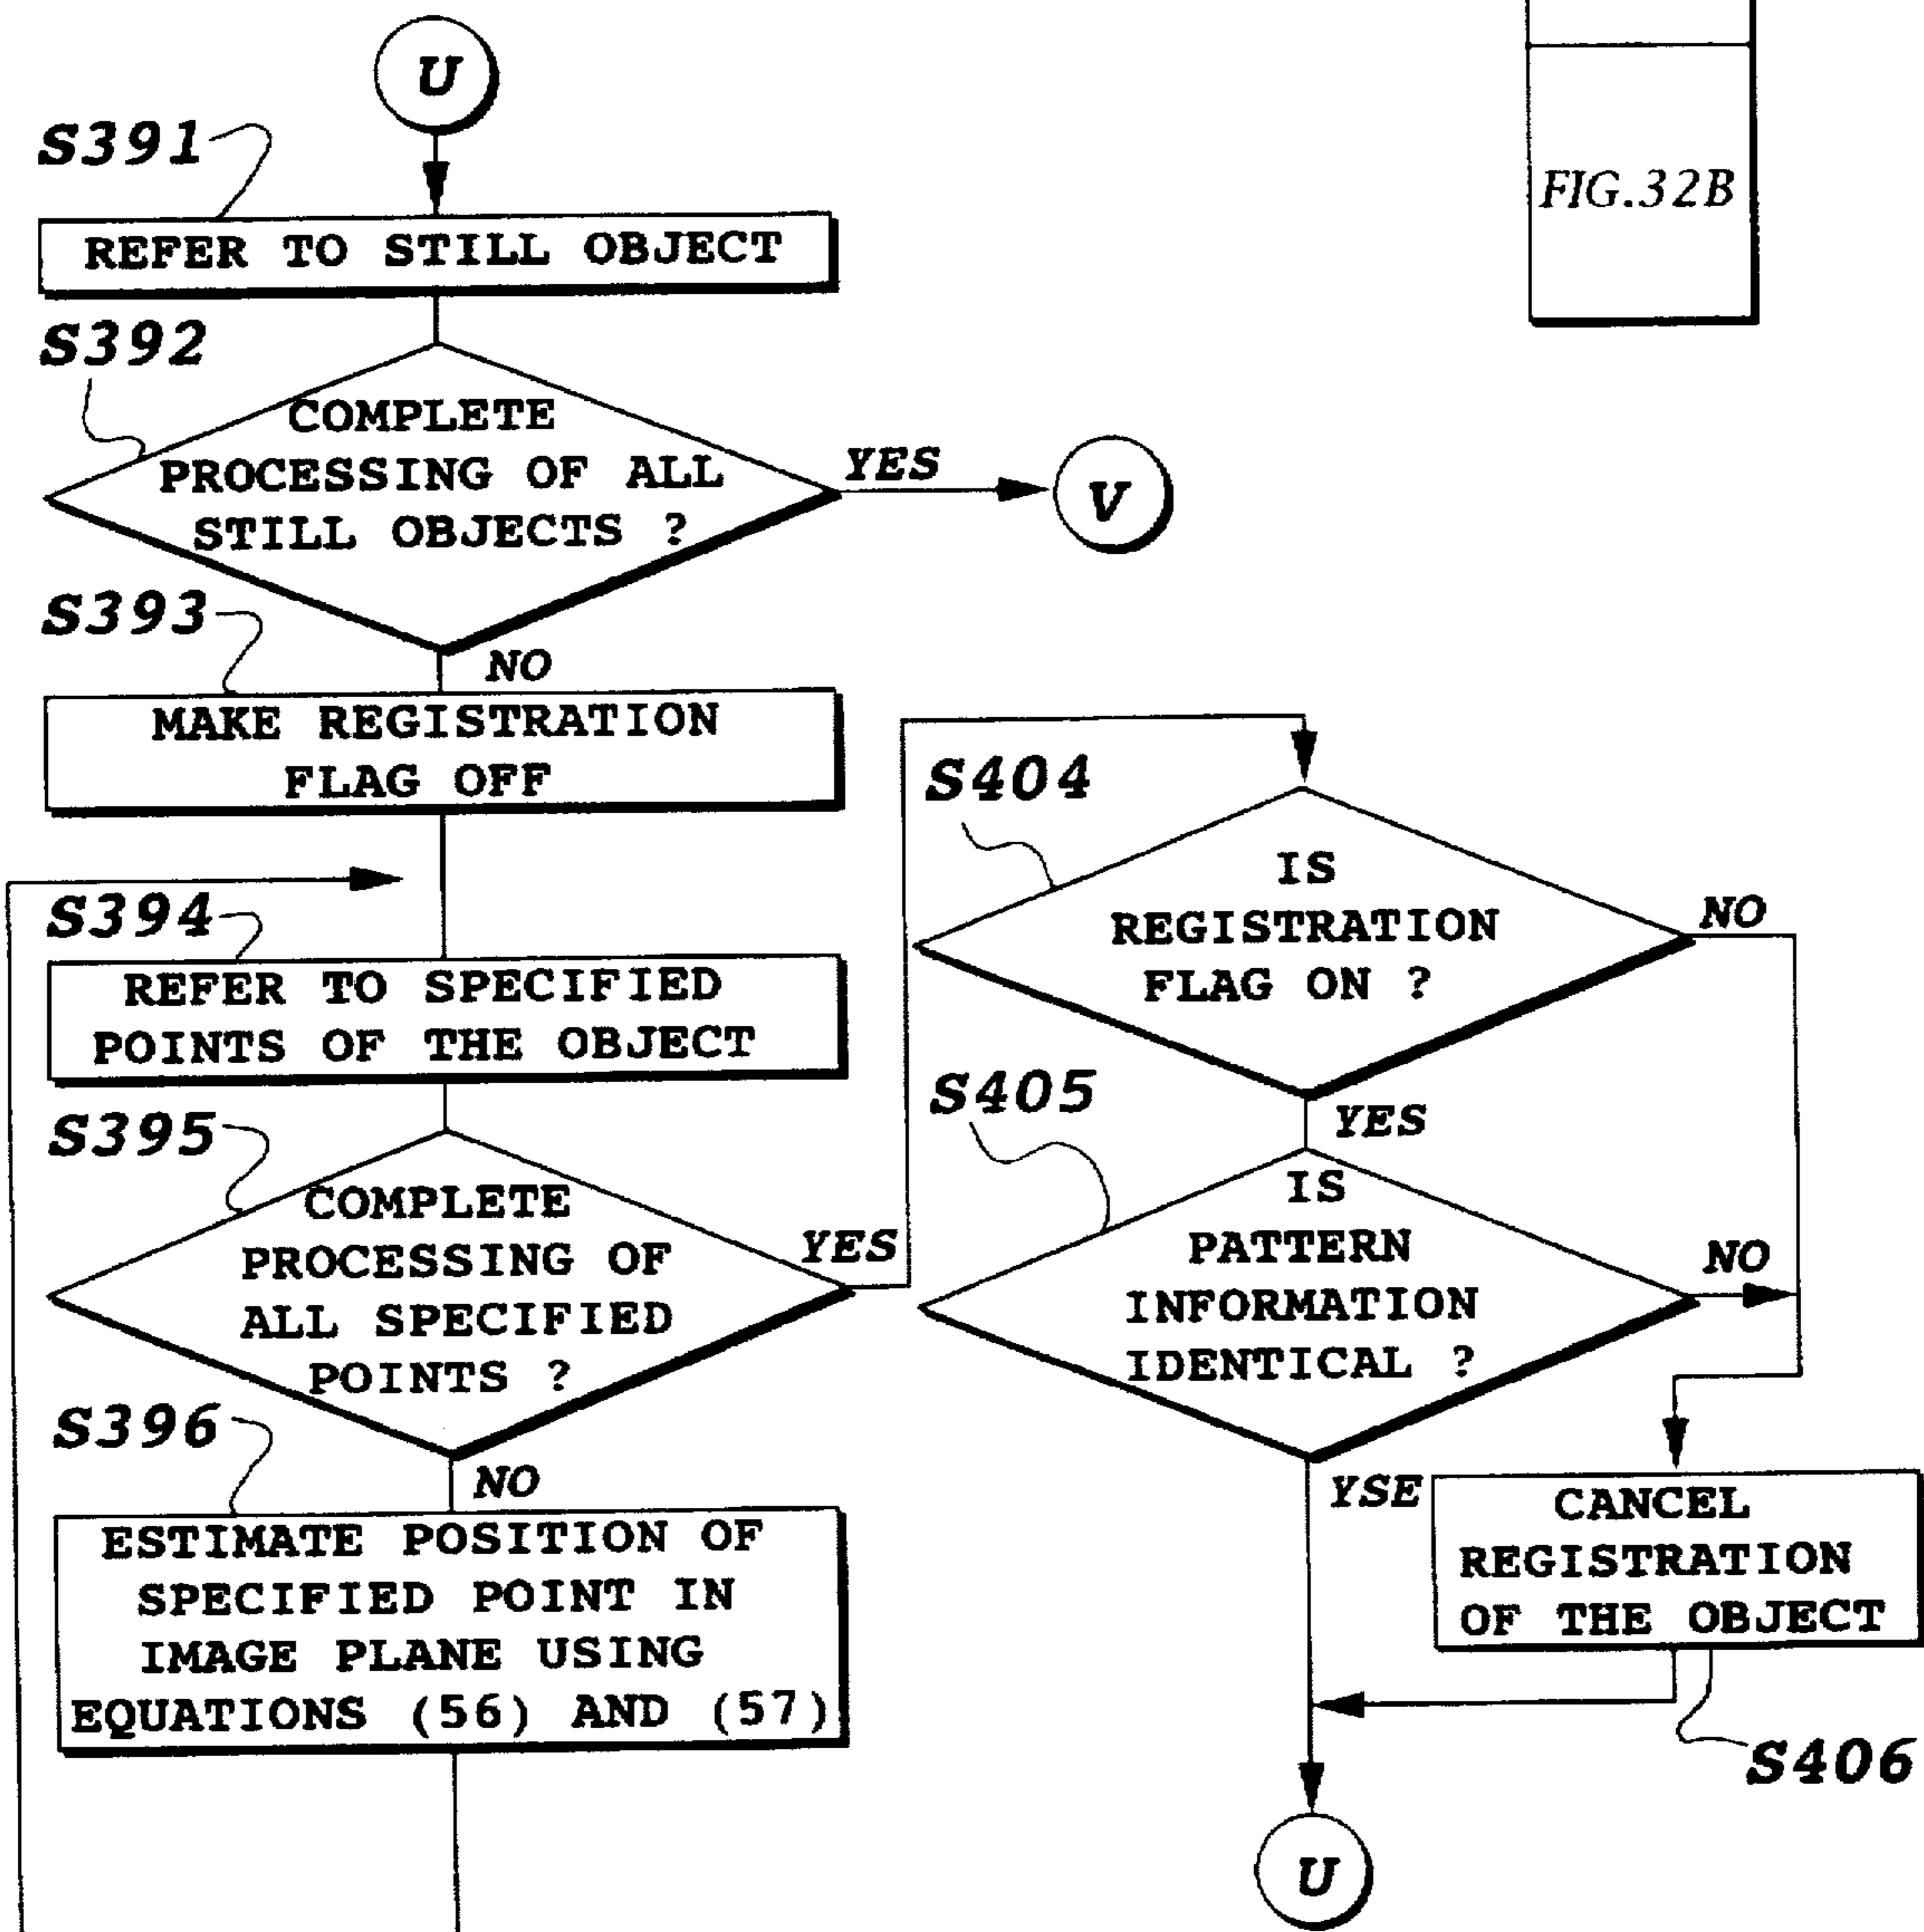 U
S391
REFER TO STILL OBJECT
S392
COMPLETE
PROCESSING OF ALL
STILL OBJECTS ?
YES
V
NO
S393
MAKE REGISTRATION
FLAG OFF
S394
REFER TO SPECIFIED
POINTS OF THE OBJECT
S395
COMPLETE
PROCESSING OF
ALL SPECIFIED
POINTS ?
YES
NO
S396
ESTIMATE POSITION OF
SPECIFIED POINT IN
IMAGE PLANE USING
EQUATIONS (56) AND (57)
FIG.32B
S404
IS
REGISTRATION
FLAG ON ?
NO
YES
S405
IS
PATTERN
INFORMATION
IDENTICAL ?
NO
YSE
CANCEL
REGISTRATION
OF THE OBJECT
S406
U